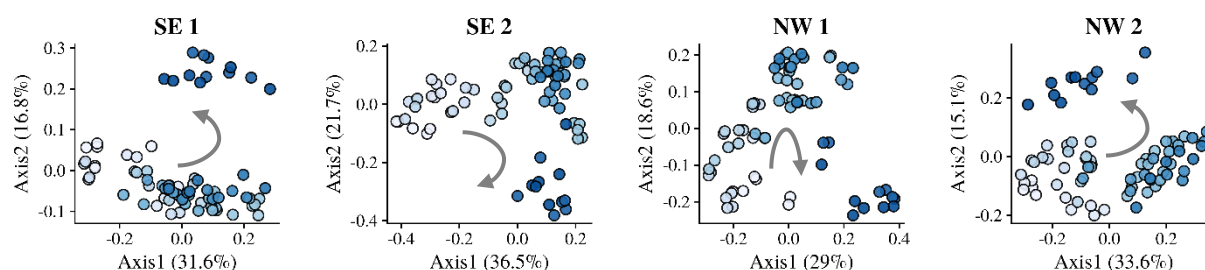 SE 1
Axis2 (16.8%)
0.3
0.2
0.1
0.0
-0.1
-0.2
0.0
0.2
Axis1 (31.6%)
SE 2
Axis2 (21.7%)
0.2
0.0
-0.2
-0.4
-0.4
-0.2
0.0
0.2
Axis1 (36.5%)
NW 1
Axis2 (18.6%)
0.2
0.1
0.0
-0.1
-0.2
-0.2
0.0
0.2
0.4
Axis1 (29%)
NW 2
Axis2 (15.1%)
0.2
0.0
-0.2
-0.2
0.0
0.2
Axis1 (33.6%)